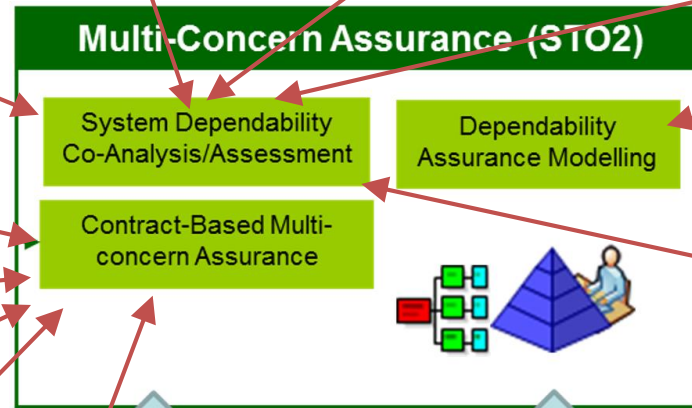 Multi-Concern Assurance (STO2)
System Dependability
Co-Analysis/Assessment
Dependability
Assurance Modelling
Contract-Based Multi-
concern Assurance